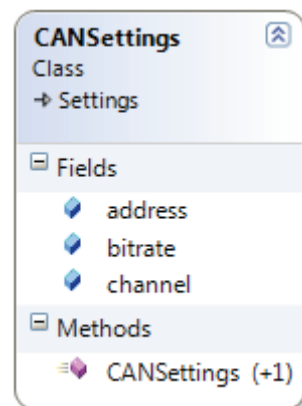 CANSettings
Class
Settings
Fields
address
bitrate
channel
Methods
CANSettings (+1)